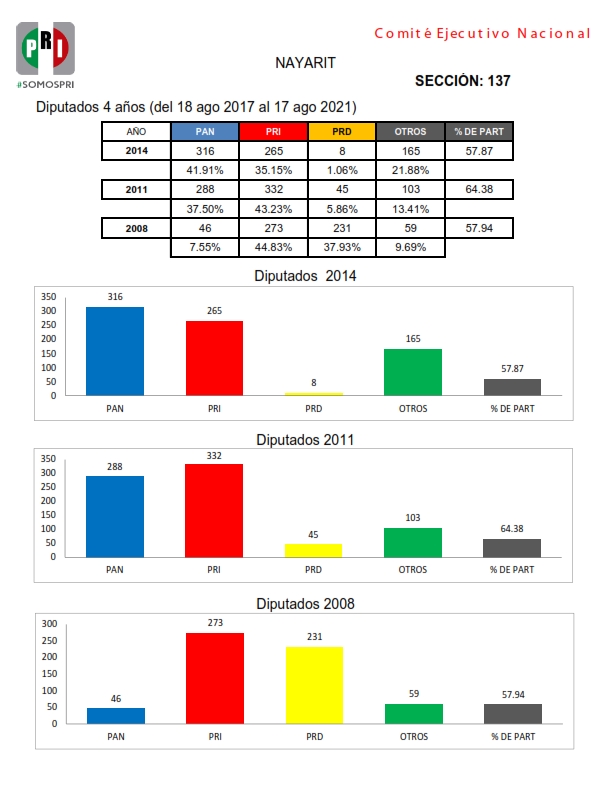 Comité Ejecutivo Nacional
PRI
#SOMOSPRI
NAYARIT
SECCIÓN: 137
Diputados 4 años (del 18 ago 2017 al 17 ago 2021)
AÑO PAN PRI PRD OTROS % DE PART
2014 316 265 8 165 57.87
41.91% 35.15% 1.06% 21.88%
2011 288 332 45 103 64.38
37.50% 43.23% 5.86% 13.41%
2008 46 273 231 59 57.94
7.55% 44.83% 37.93% 9.69%
Diputados 2014
350
300
250
200
150
100
50
0
316
265
8
165
57.87
PAN PRI PRD OTROS % DE PART
Diputados 2011
350
300
250
200
150
100
50
0
288
332
45
103
64.38
PAN PRI PRD OTROS % DE PART
Diputados 2008
300
250
200
150
100
50
0
46
273
231
59
57.94
PAN PRI PRD OTROS % DE PART